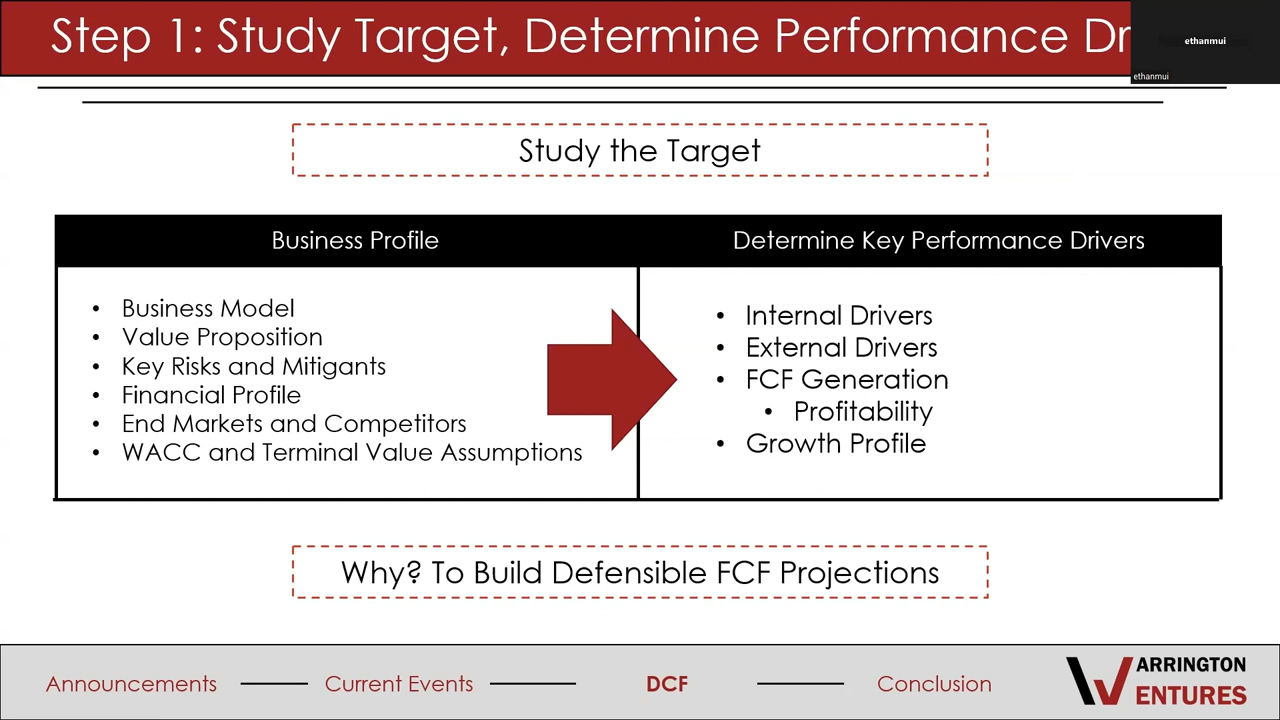 Step 1: Study Target, Determine Performance Dr
ethanmui
ethanmui
Study the Target
Business Profile
Determine Key Performance Drivers
• Business Model
• Value Proposition
• Key Risks and Mitigants
• Financial Profile
• End Markets and Competitors
• WACC and Terminal Value Assumptions
• Internal Drivers
• External Drivers
• FCF Generation
• Profitability
• Growth Profile
Why? To Build Defensible FCF Projections
Announcements
Current Events
DCF
Conclusion
WARRINGTON
VENTURES